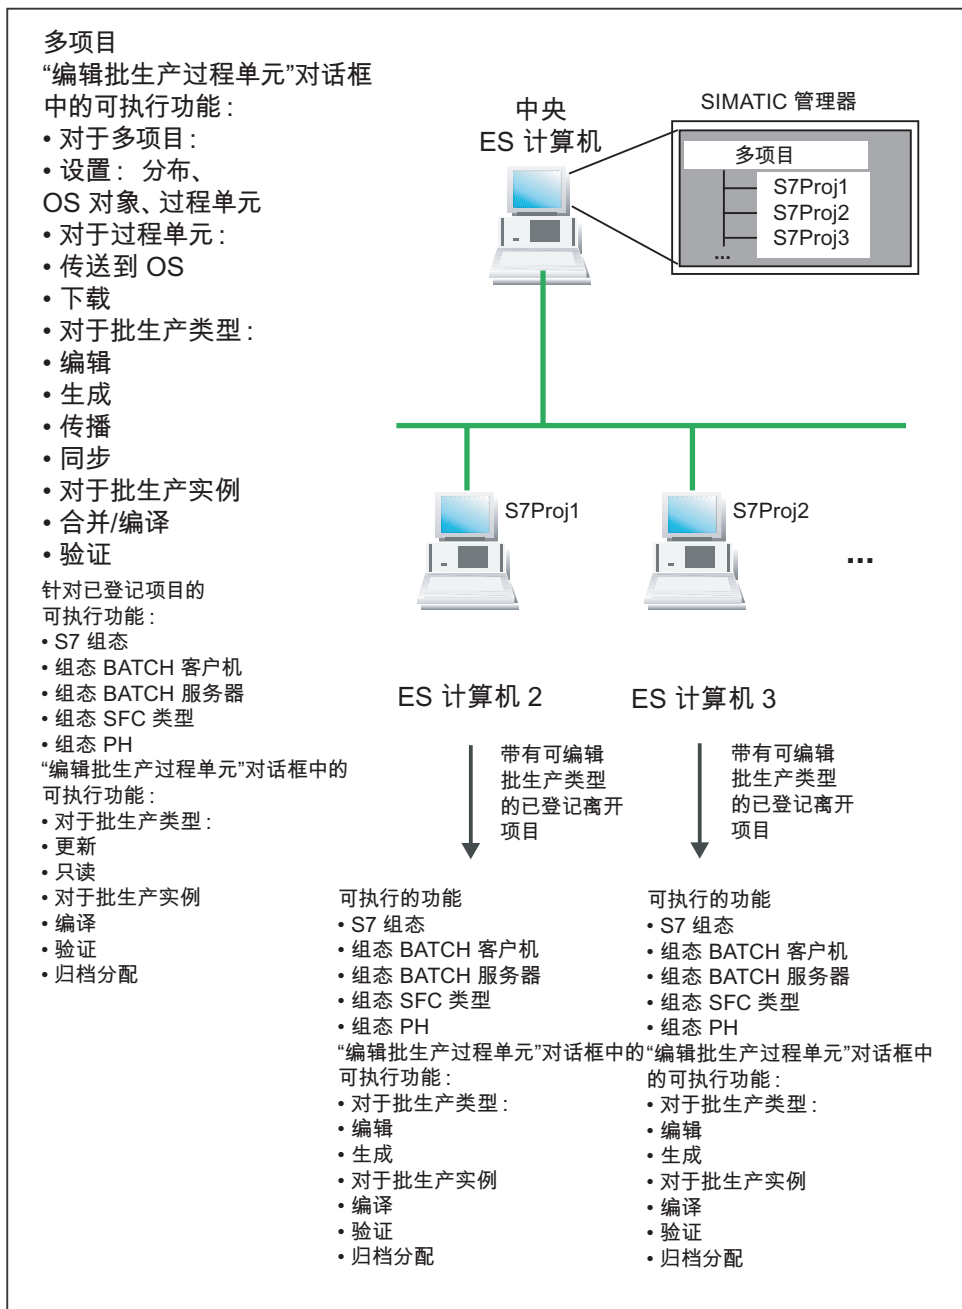 多项目
“编辑批生产过程单元”对话框
中的可执行功能：
• 对于多项目：
• 设置： 分布、
OS 对象、过程单元
• 对于过程单元：
• 传送到 OS
• 下载
• 对于批生产类型：
• 编辑
• 生成
• 传播
• 同步
• 对于批生产实例
• 合并/编译
• 验证
针对已登记项目的
可执行功能：
• S7 组态
• 组态 BATCH 客户机
• 组态 BATCH 服务器
• 组态 SFC 类型
• 组态 PH
“编辑批生产过程单元”对话框中的
可执行功能：
• 对于批生产类型：
• 更新
• 只读
• 对于批生产实例
• 编译
• 验证
• 归档分配
中央
ES 计算机
SIMATIC 管理器
多项目
S7Proj1
S7Proj2
S7Proj3
...
S7Proj1
S7Proj2
...
ES 计算机 2
ES 计算机 3
带有可编辑
批生产类型
的已登记离开
项目
带有可编辑
批生产类型
的已登记离开
项目
可执行的功能
• S7 组态
• 组态 BATCH 客户机
• 组态 BATCH 服务器
• 组态 SFC 类型
• 组态 PH
“编辑批生产过程单元”对话框中的
可执行功能：
• 对于批生产类型：
• 编辑
• 生成
• 对于批生产实例
• 编译
• 验证
• 归档分配
可执行的功能
• S7 组态
• 组态 BATCH 客户机
• 组态 BATCH 服务器
• 组态 SFC 类型
• 组态 PH
“编辑批生产过程单元”对话框中
的可执行功能：
• 对于批生产类型：
• 编辑
• 生成
• 对于批生产实例
• 编译
• 验证
• 归档分配